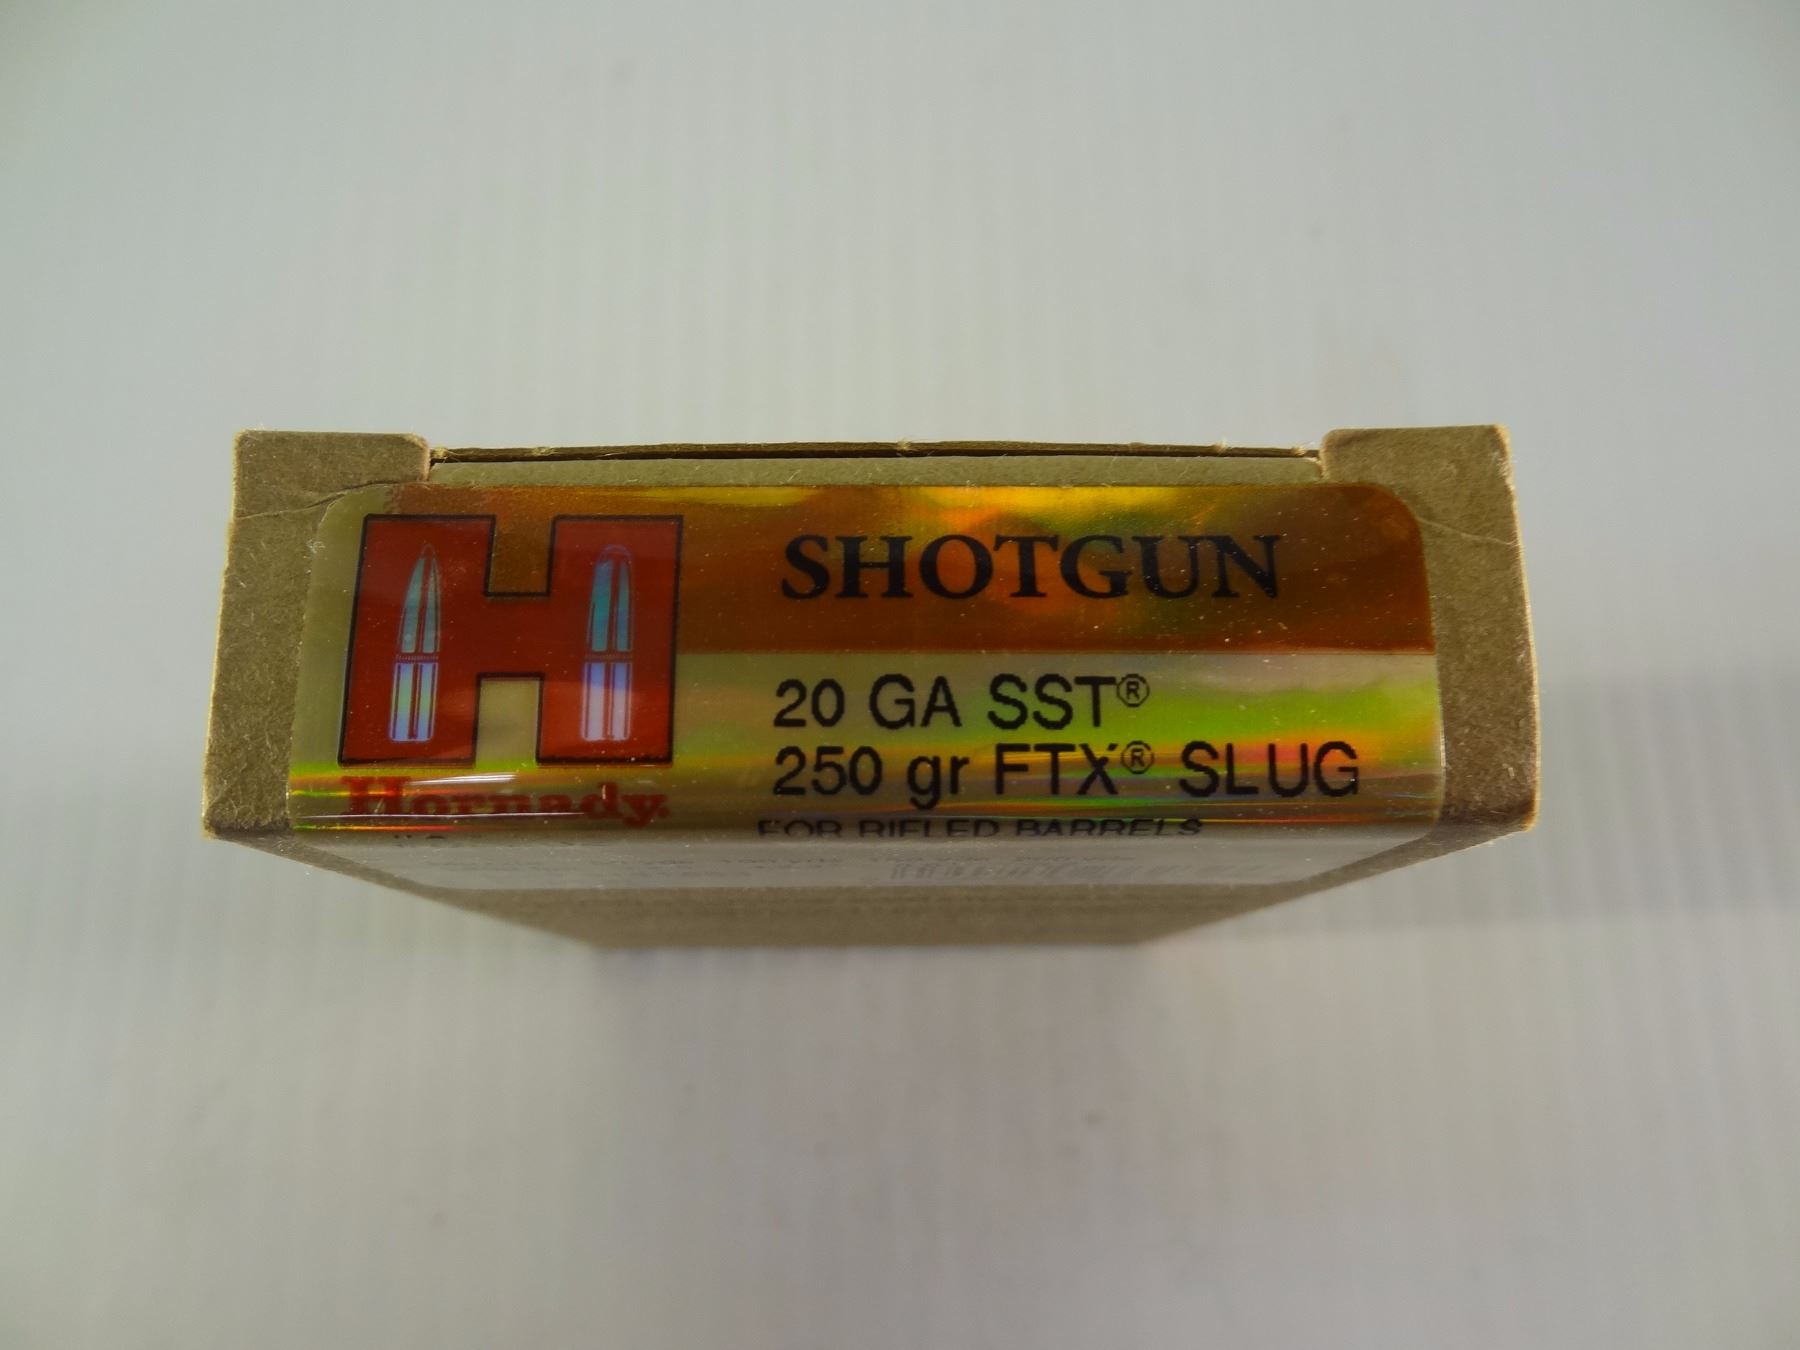 SHOTGUN
20 GA SST®
250 gr FTX® SLUG
Hornady.
FOR RIFLED BARRELS